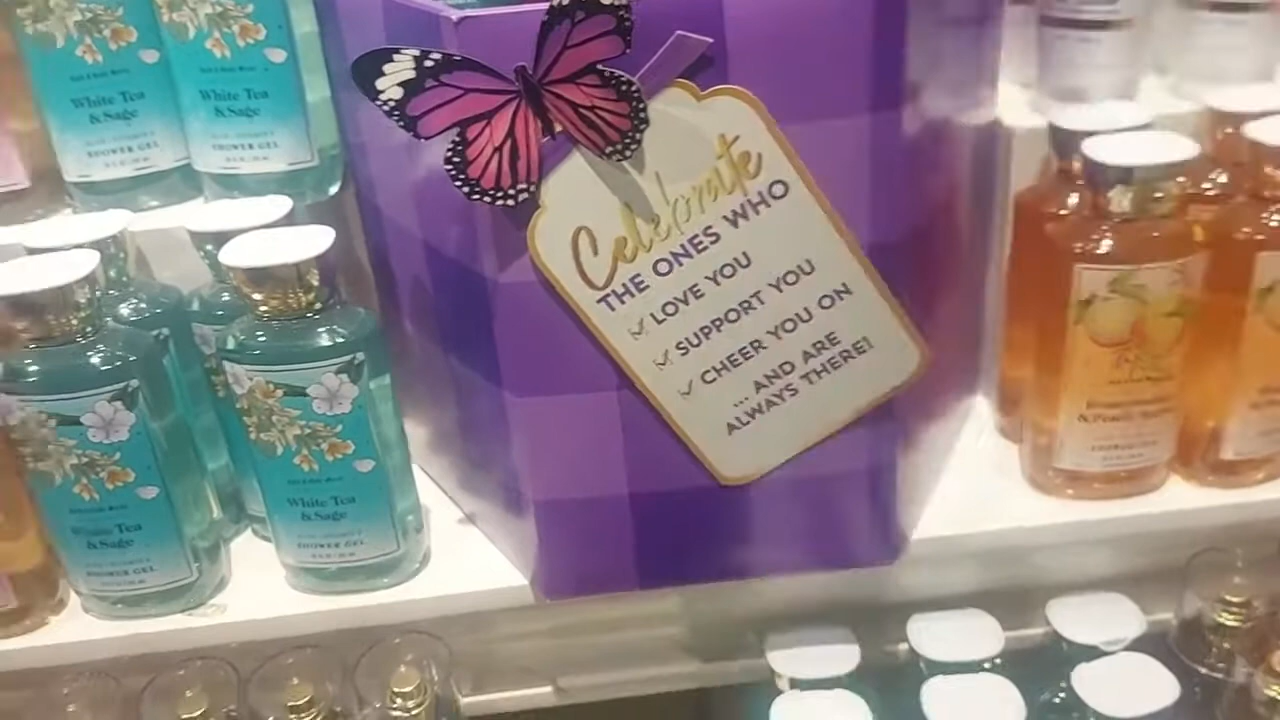 White Tea
& Sage
SHOWER GEL
White Tea
& Sage
SHOWER GEL
Celebrate
THE ONES WHO
LOVE YOU
SUPPORT YOU
CHEER YOU ON
... AND ARE
ALWAYS THERE!
White Tea
& Sage
SHOWER GEL
White Tea
& Sage
SHOWER GEL